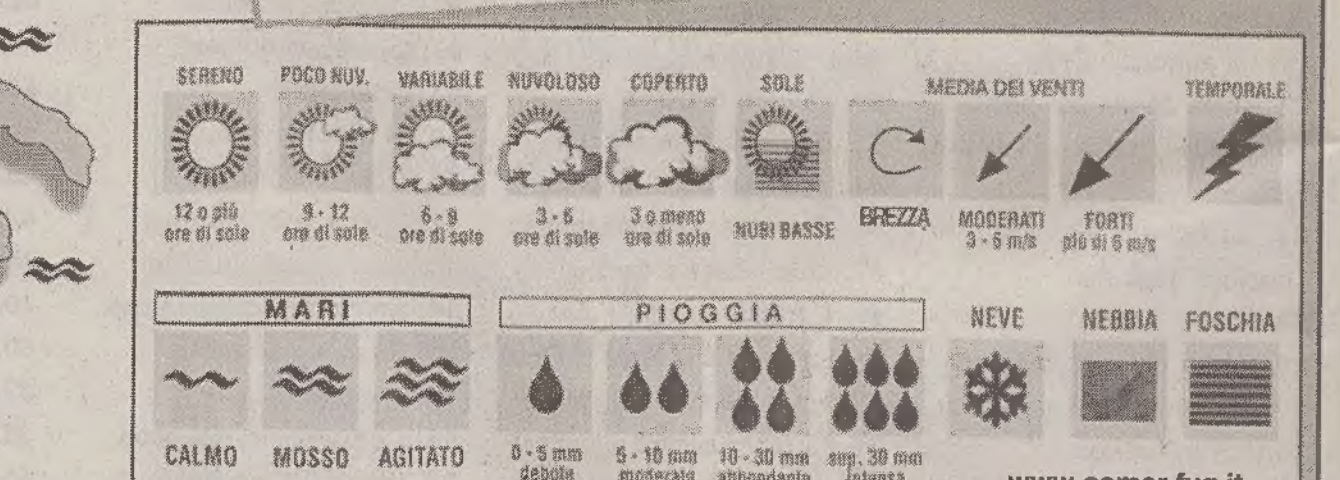 SERENO POCO NUV. VARIABILE NUVOLOSO COPERTO SOLE MEDIA DEI VENTI TEMPORALE
12 o più 9 - 12 6 - 9 3 - 6 3 o meno NUBI BASSE BREZZA MODERATI FORTI
ore di sole ore di sole ore di sole ore di sole ore di sole 3 - 6 m/s più di 6 m/s
MARI PIOGGIA NEVE NEBBIA FOSCHIA
CALMO MOSSO AGITATO 0 - 5 mm 5 - 10 mm 10 - 30 mm sup. 30 mm
debole moderata abbondante intensa